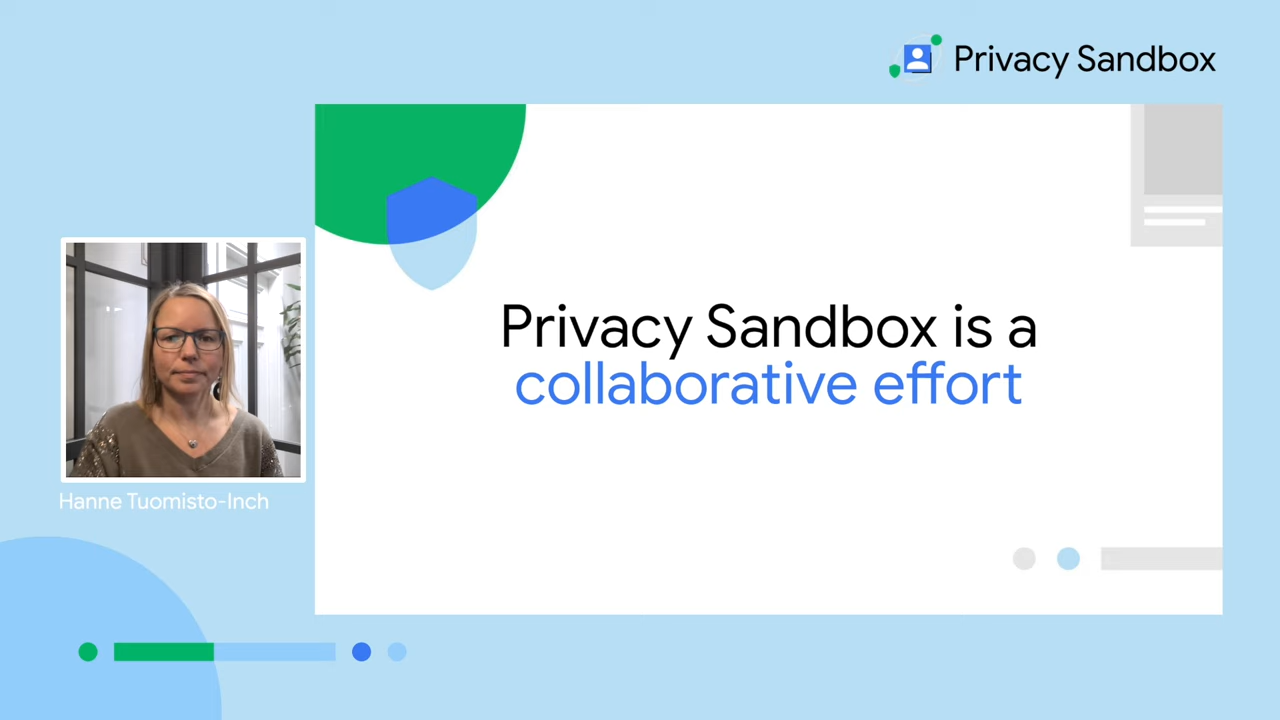 Privacy Sandbox
Privacy Sandbox is a
collaborative effort
Hanne Tuomisto-Inch